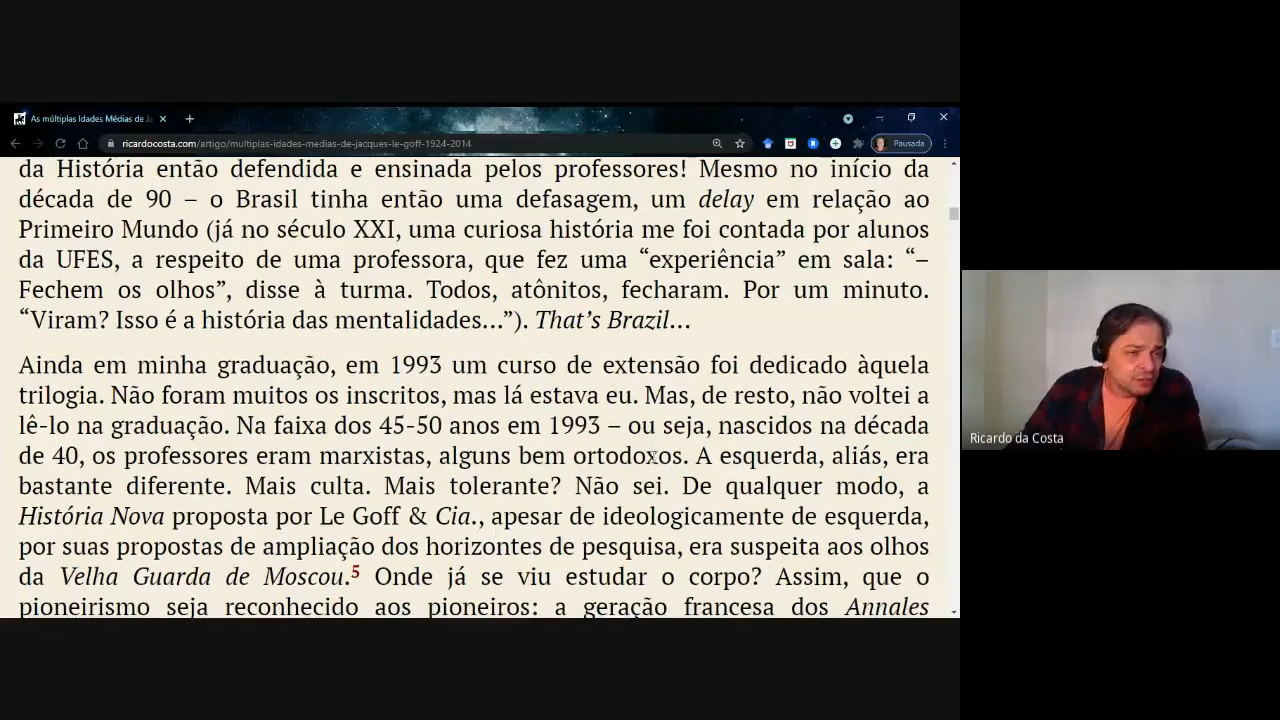 As múltiplas Idades Médias de J
ricardocosta.com/artigo/multiplas-idades-medias-de-jacques-le-goff-1924-2014
Pausada
da História então defendida e ensinada pelos professores! Mesmo no início da
década de 90 – o Brasil tinha então uma defasagem, um delay em relação ao
Primeiro Mundo (já no século XXI, uma curiosa história me foi contada por alunos
da UFES, a respeito de uma professora, que fez uma “experiência” em sala: “–
Fechem os olhos”, disse à turma. Todos, atônitos, fecharam. Por um minuto.
“Viram? Isso é a história das mentalidades...”). That’s Brazil...
Ainda em minha graduação, em 1993 um curso de extensão foi dedicado àquela
trilogia. Não foram muitos os inscritos, mas lá estava eu. Mas, de resto, não voltei a
lê-lo na graduação. Na faixa dos 45-50 anos em 1993 – ou seja, nascidos na década
de 40, os professores eram marxistas, alguns bem ortodoxos. A esquerda, aliás, era
bastante diferente. Mais culta. Mais tolerante? Não sei. De qualquer modo, a
História Nova proposta por Le Goff & Cia., apesar de ideologicamente de esquerda,
por suas propostas de ampliação dos horizontes de pesquisa, era suspeita aos olhos
da Velha Guarda de Moscou.5 Onde já se viu estudar o corpo? Assim, que o
pioneirismo seja reconhecido aos pioneiros: a geração francesa dos Annales
Ricardo da Costa